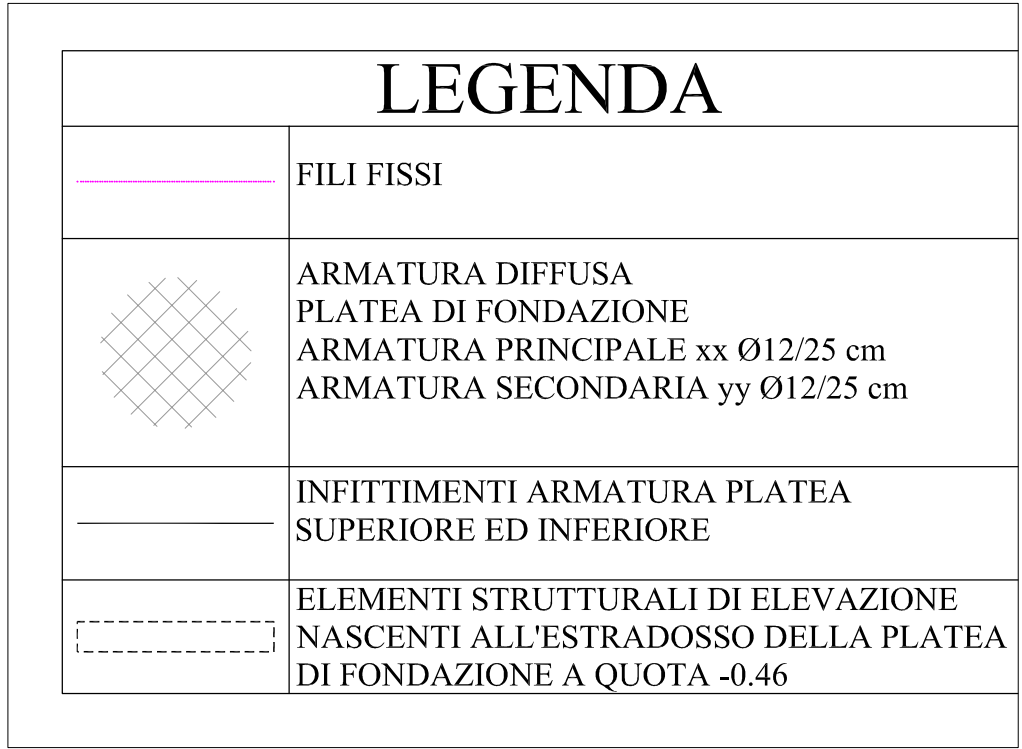 LEGENDA
FILI FISSI
ARMATURA DIFFUSA
PLATEA DI FONDAZIONE
ARMATURA PRINCIPALE xx Ø12/25 cm
ARMATURA SECONDARIA yy Ø12/25 cm
INFITTIMENTI ARMATURA PLATEA
SUPERIORE ED INFERIORE
ELEMENTI STRUTTURALI DI ELEVAZIONE
NASCENTI ALL'ESTRADOSSO DELLA PLATEA
DI FONDAZIONE A QUOTA -0.46